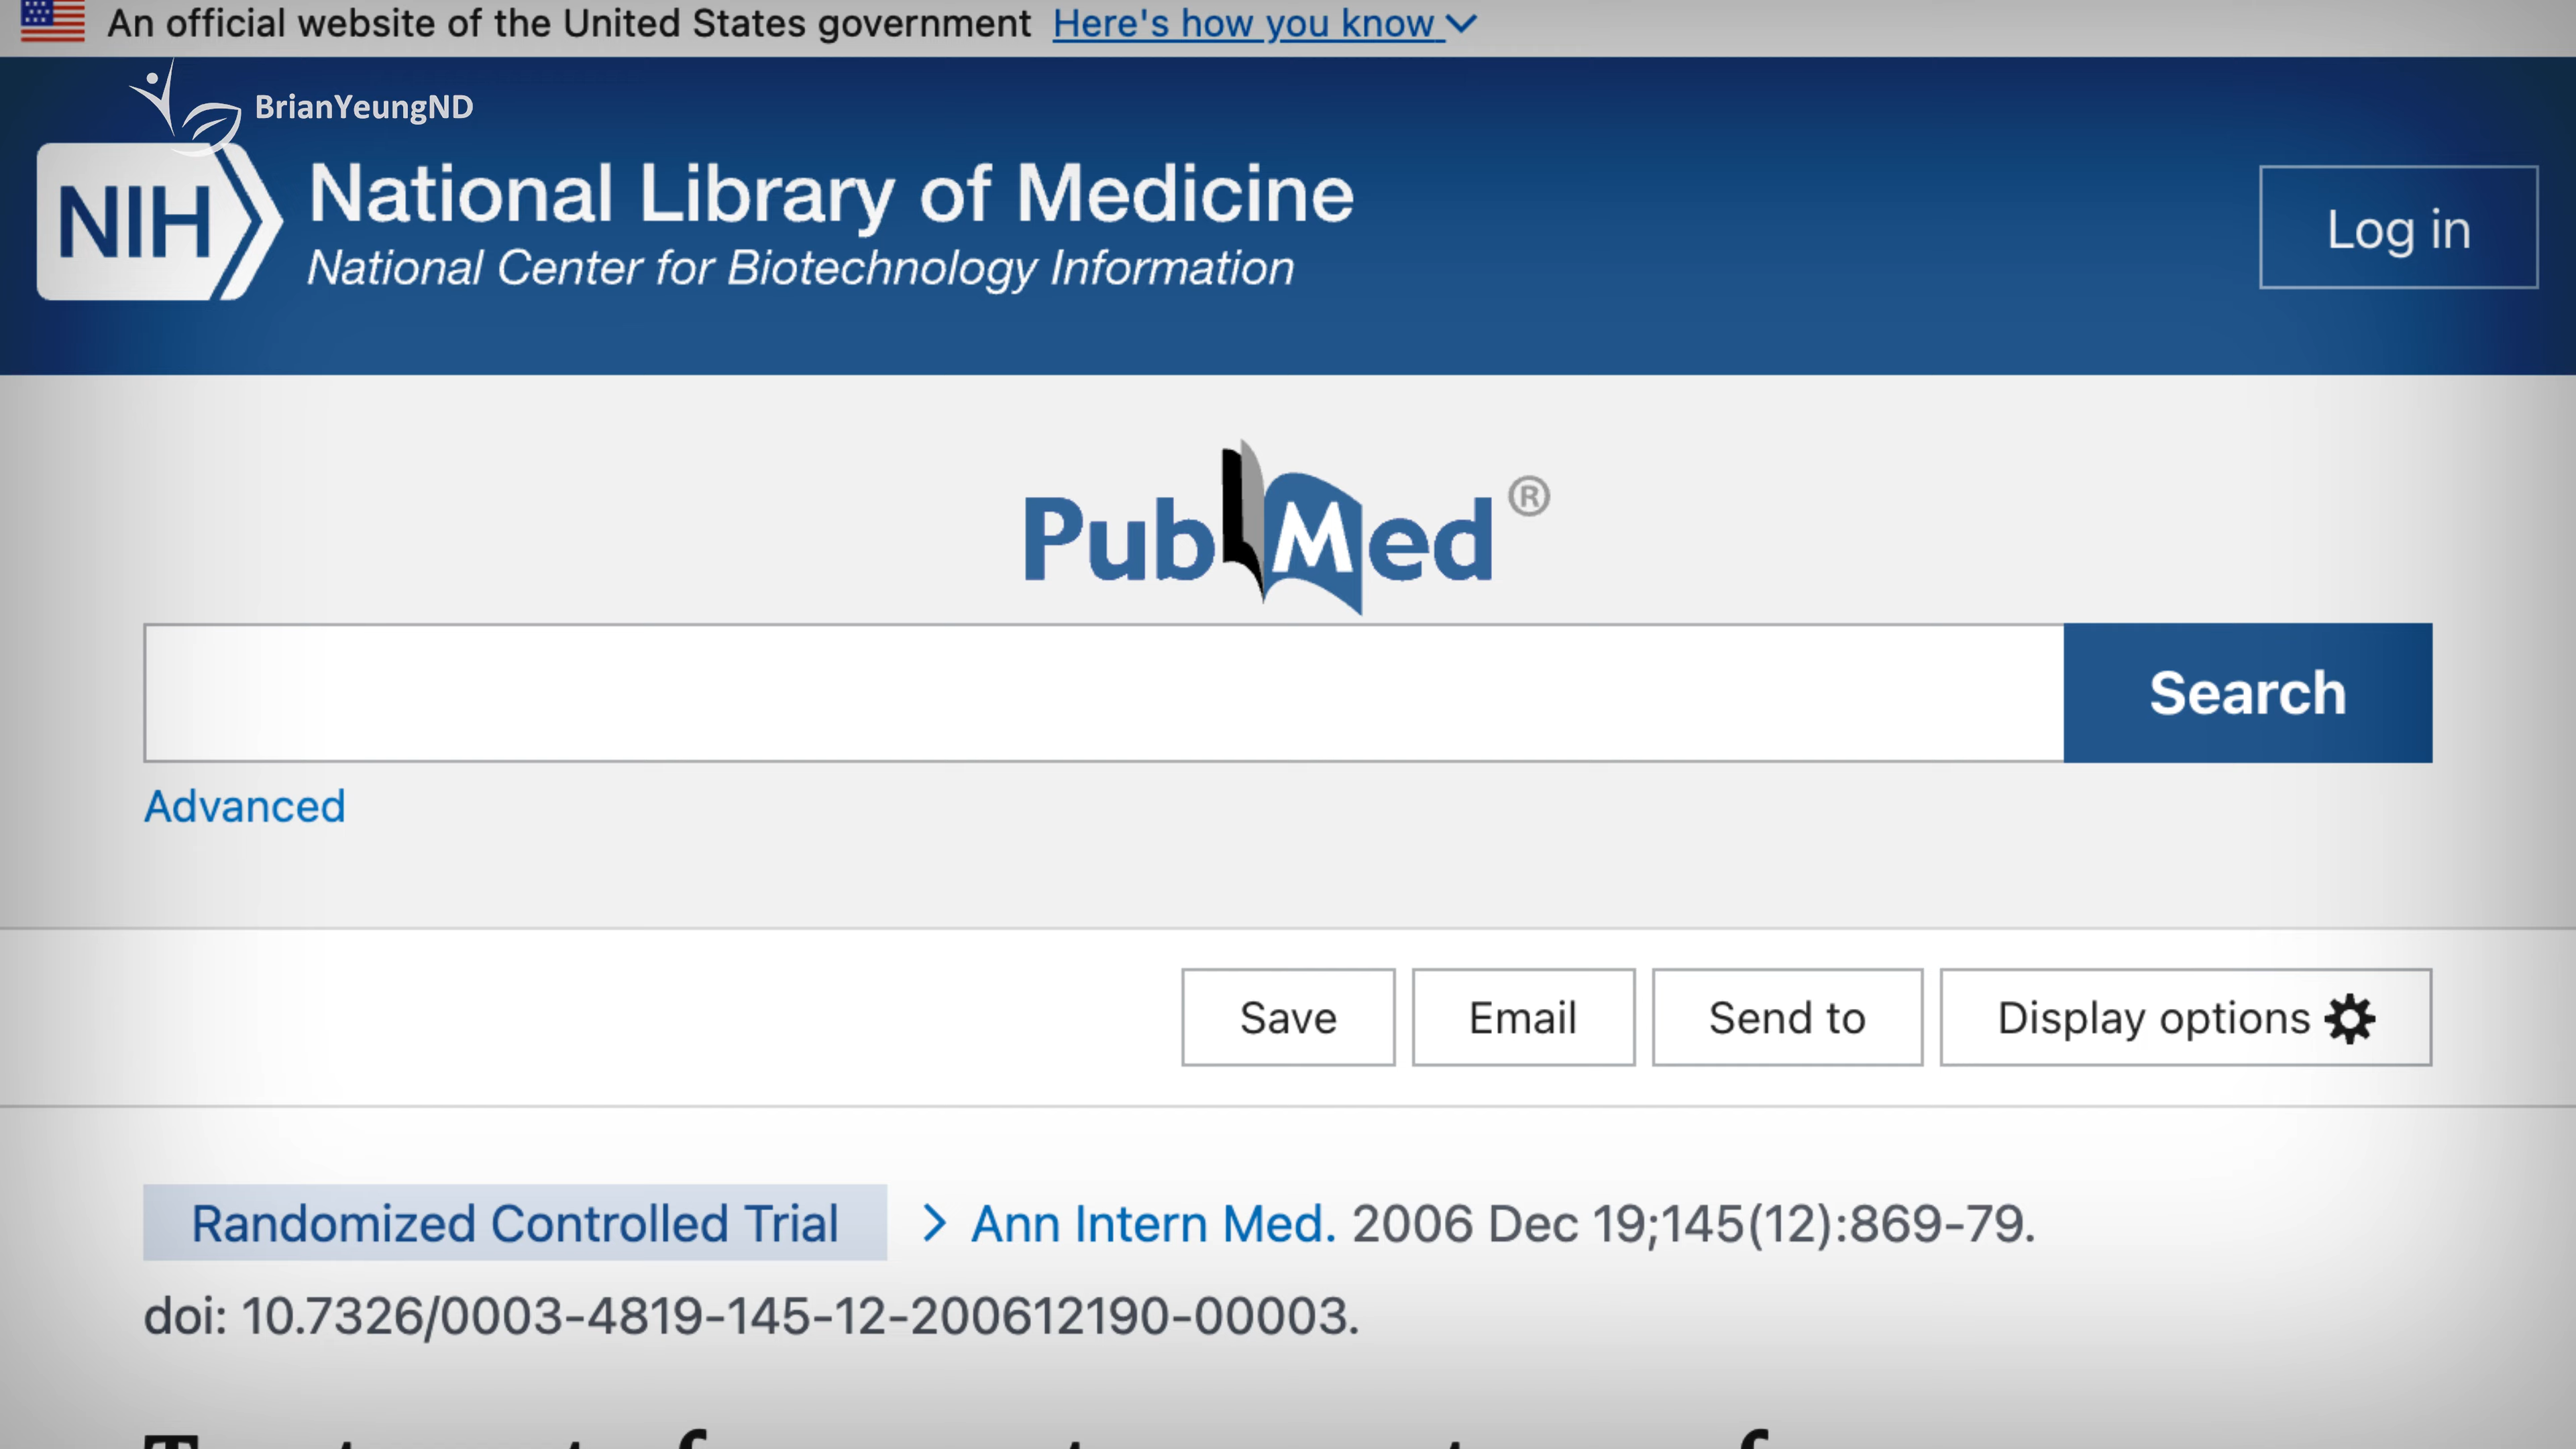 An official website of the United States government Here's how you know
BrianYeungND
NIH National Library of Medicine
National Center for Biotechnology Information
Log in
PubMed®
Search
Advanced
Save Email Send to Display options
Randomized Controlled Trial > Ann Intern Med. 2006 Dec 19;145(12):869-79.
doi: 10.7326/0003-4819-145-12-200612190-00003.